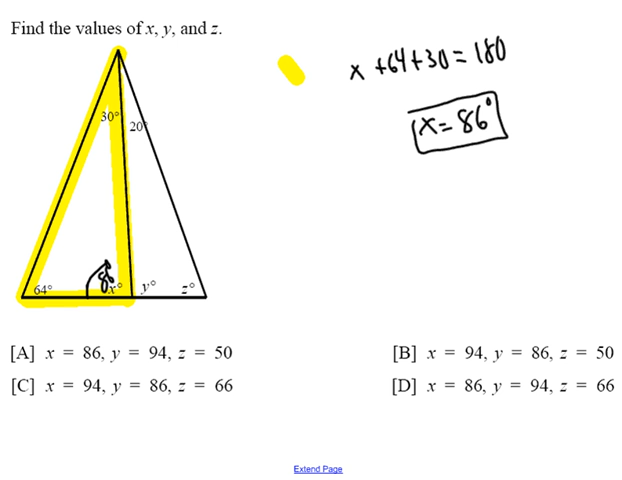 Find the values of x, y, and z.
x +64+30 = 180
x = 86°
30°
20°
64°
86
x°
y°
z°
[A] x = 86, y = 94, z = 50
[B] x = 94, y = 86, z = 50
[C] x = 94, y = 86, z = 66
[D] x = 86, y = 94, z = 66
Extend Page